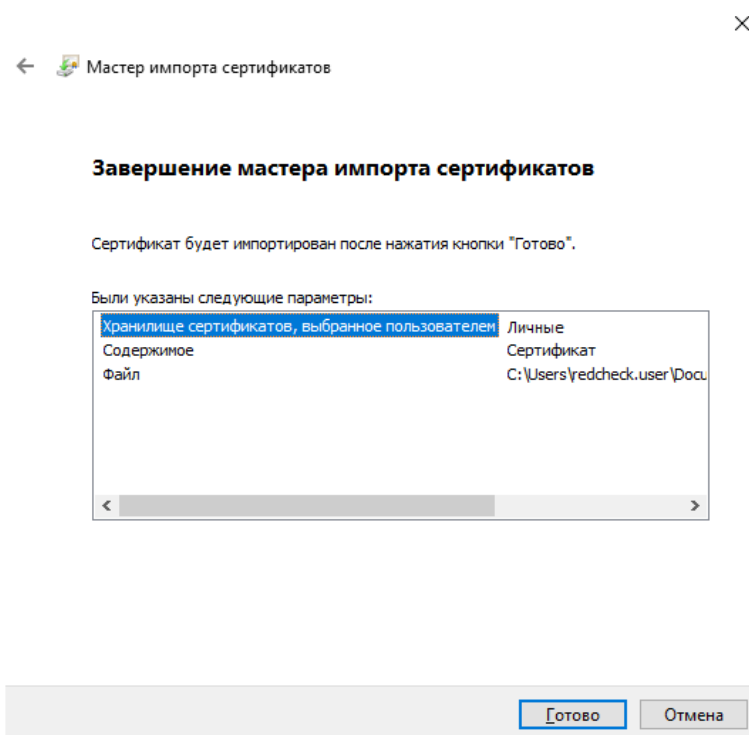 Мастер импорта сертификатов
Завершение мастера импорта сертификатов
Сертификат будет импортирован после нажатия кнопки "Готово".
Были указаны следующие параметры:
Хранилище сертификатов, выбранное пользователем Личные
Содержимое Сертификат
Файл C:\Users\redcheck.user\Docu
Готово Отмена